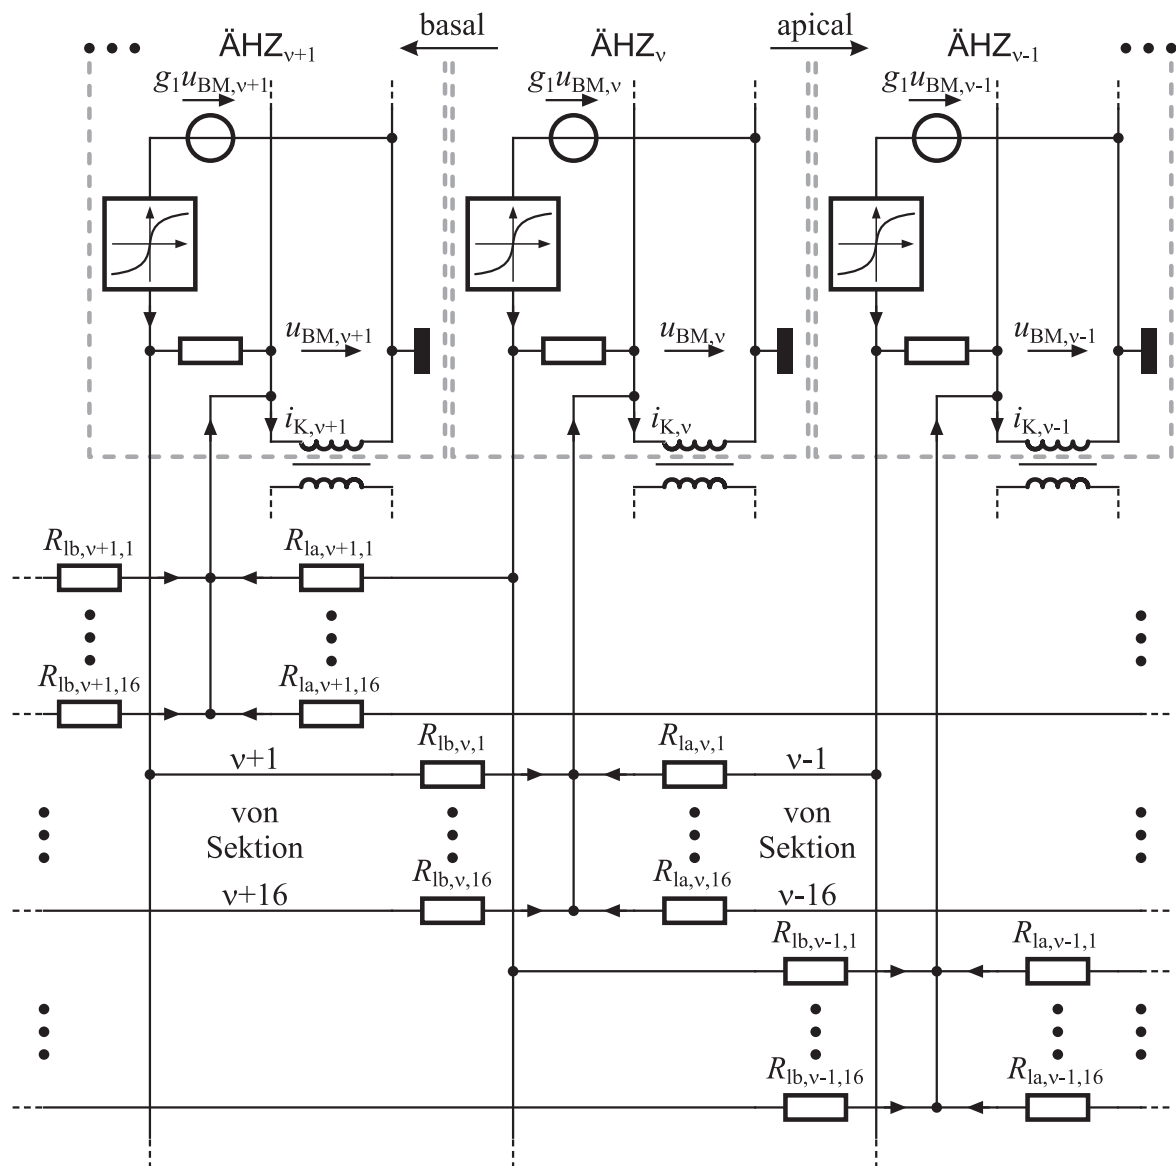 basal
apical
ÄHZν+1
ÄHZν
ÄHZν-1
g1uBM,ν+1
g1uBM,ν
g1uBM,ν-1
uBM,ν+1
uBM,ν
uBM,ν-1
iK,ν+1
iK,ν
iK,ν-1
Rlb,ν+1,1
Rla,ν+1,1
Rlb,ν+1,16
Rla,ν+1,16
ν+1
Rlb,ν,1
Rla,ν,1
ν-1
von
Sektion
von
Sektion
ν+16
Rlb,ν,16
Rla,ν,16
ν-16
Rlb,ν-1,1
Rla,ν-1,1
Rlb,ν-1,16
Rla,ν-1,16